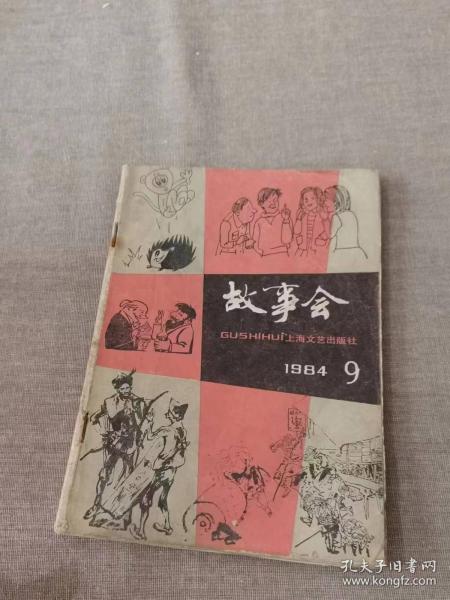 故事会
GUSHIHUI 上海文艺出版社
1984 9
孔夫子旧书网
www.kongfz.com